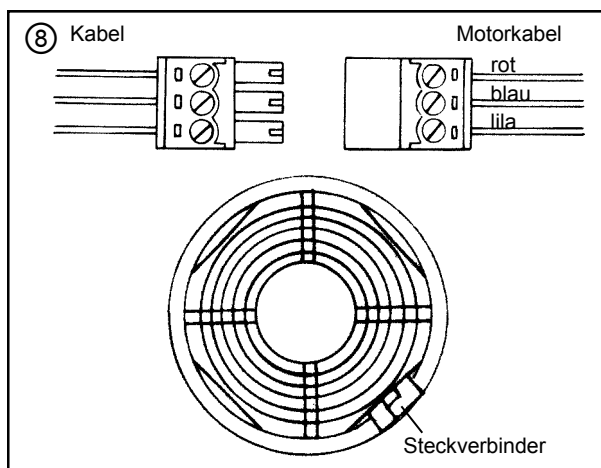 8 Kabel
Motorkabel
rot
blau
lila
Steckverbinder